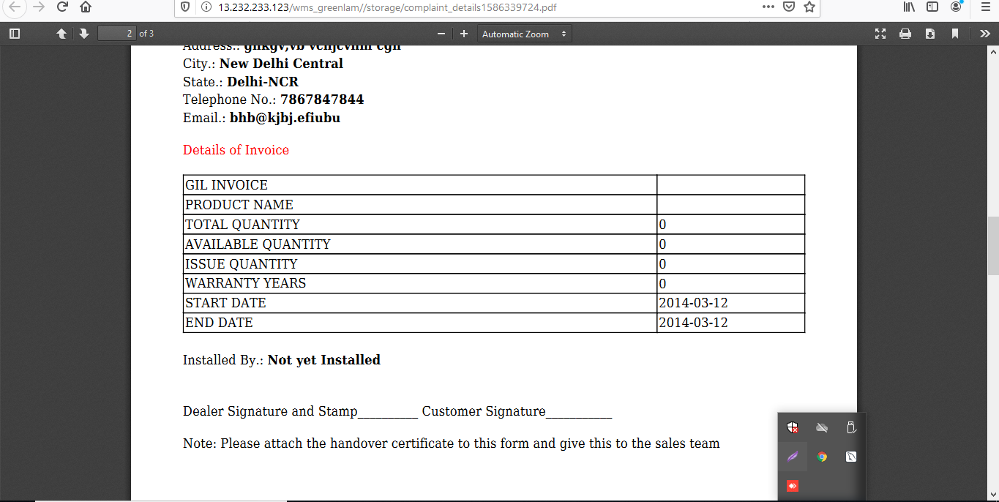 13.232.233.123/wms_greenlam//storage/complaint_details1586339724.pdf
2 of 3
Automatic Zoom
City.: New Delhi Central
State.: Delhi-NCR
Telephone No.: 7867847844
Email.: bhb@kjbj.efiubu
Details of Invoice
GIL INVOICE
PRODUCT NAME
TOTAL QUANTITY 0
AVAILABLE QUANTITY 0
ISSUE QUANTITY 0
WARRANTY YEARS 0
START DATE 2014-03-12
END DATE 2014-03-12
Installed By.: Not yet Installed
Dealer Signature and Stamp__________ Customer Signature___________
Note: Please attach the handover certificate to this form and give this to the sales team